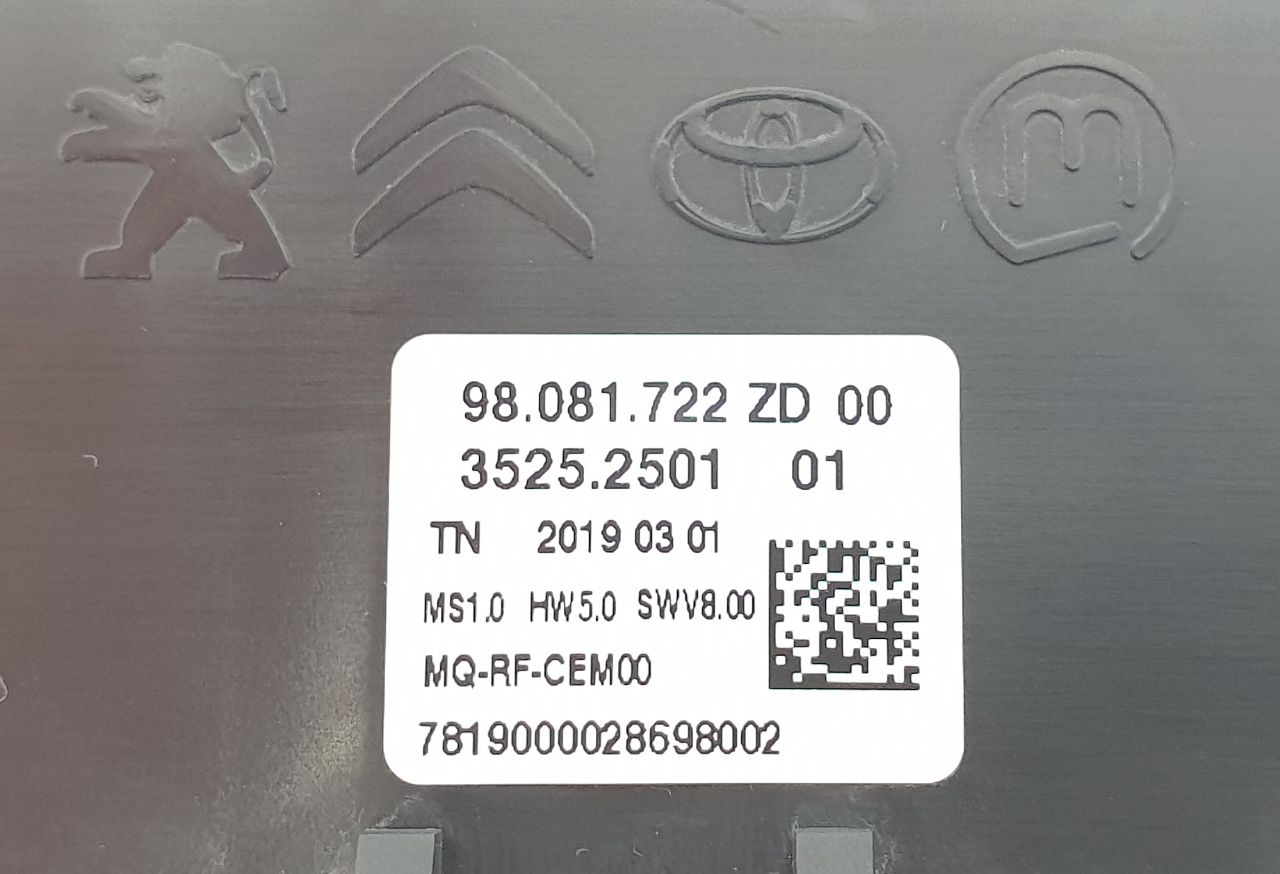 98.081.722 ZD 00
3525.2501 01
TN 2019 03 01
MS1.0 HW5.0 SWV8.00
MQ-RF-CEM00
7819000028698002